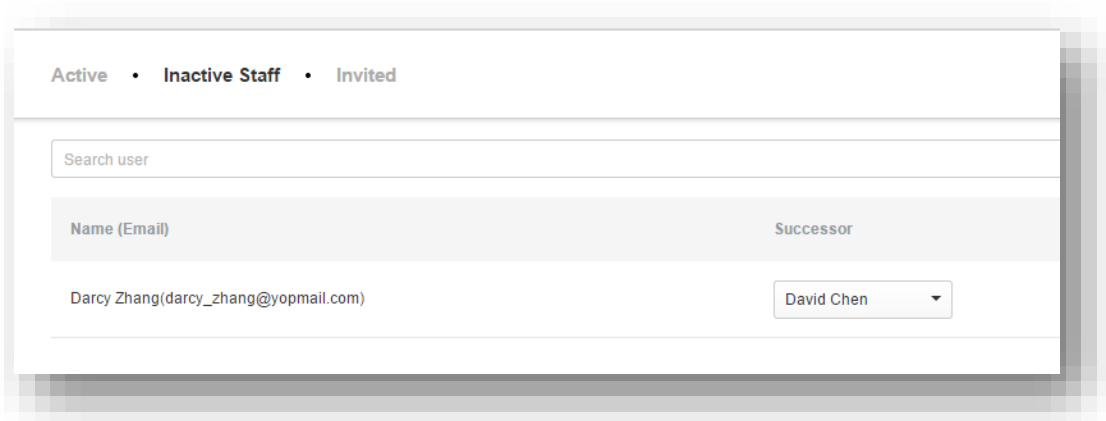 Active • Inactive Staff • Invited
Search user
Name (Email) Successor
Darcy Zhang(darcy_zhang@yopmail.com) David Chen